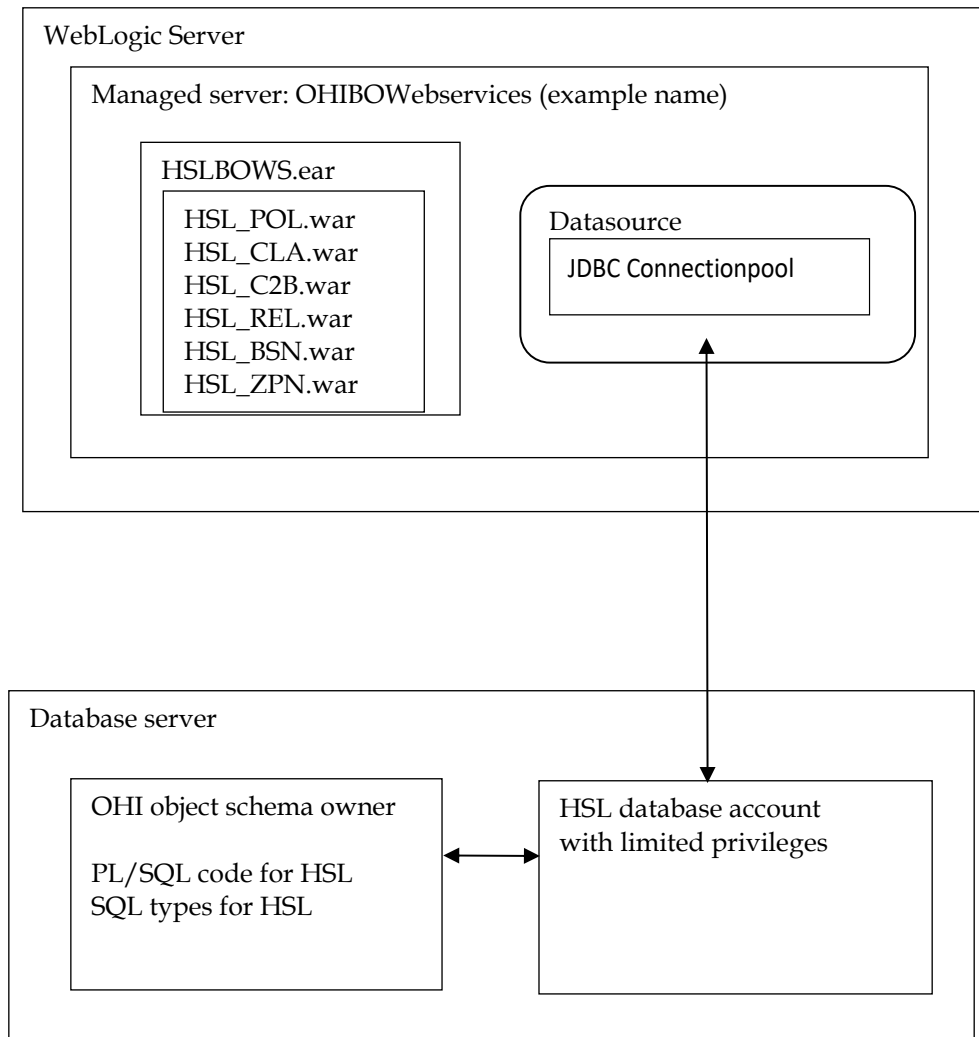 WebLogic Server
Managed server: OHIBOWebservices (example name)
HSLBOWS.ear
HSL_POL.war
HSL_CLA.war
HSL_C2B.war
HSL_REL.war
HSL_BSN.war
HSL_ZPN.war
Datasource
JDBC Connectionpool
Database server
OHI object schema owner
PL/SQL code for HSL
SQL types for HSL
HSL database account
with limited privileges